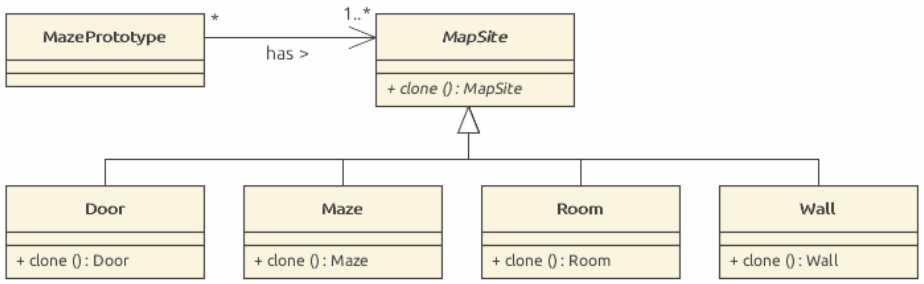 MazePrototype
*
1..*
has >
MapSite
+ clone () : MapSite
Door
+ clone () : Door
Maze
+ clone () : Maze
Room
+ clone () : Room
Wall
+ clone () : Wall